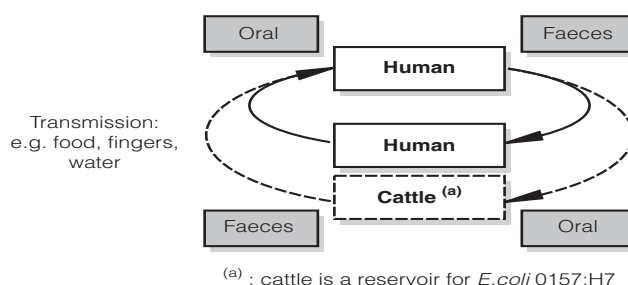 Oral
Faeces
Human
Transmission:
e.g. food, fingers,
water
Human
Cattle (a)
Faeces
Oral
(a) : cattle is a reservoir for E.coli 0157:H7